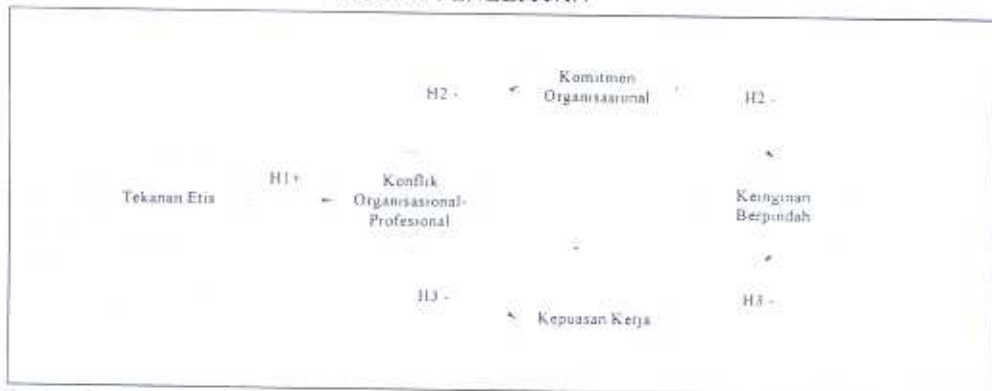 H2 -
Komitmen
Organisasional
H2 -
Tekanan Etis
H1+
Konflik
Organisasional-
Profesional
Keinginan
Berpindah
H3 -
Kepuasan Kerja
H3 -